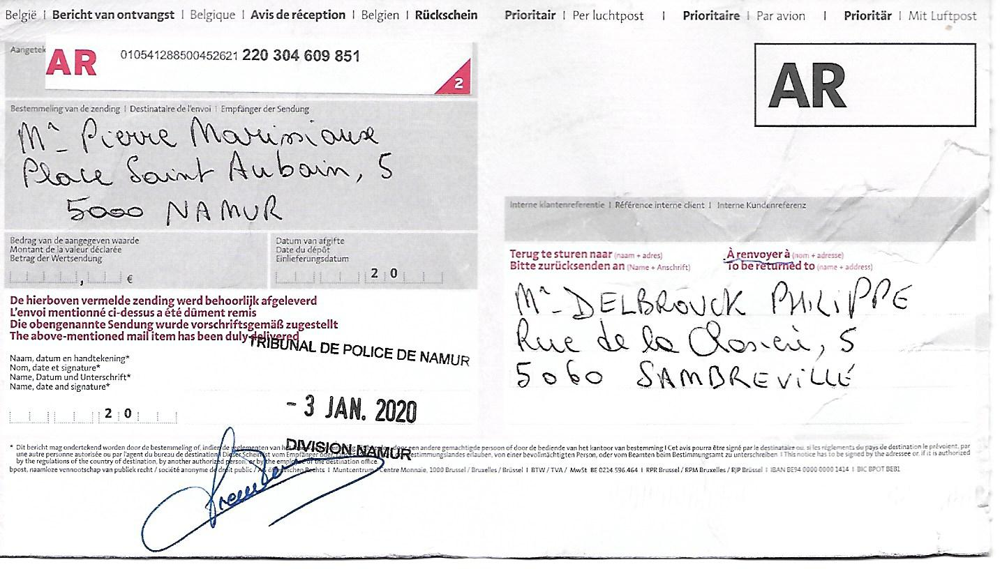 België | Bericht van ontvangst | Belgique | Avis de réception | Belgien | Rückschein
Prioritair | Per luchtpost | Prioritaire | Par avion | Prioritär | Mit Luftpost
Aangetek
AR
010541288500452621 220 304 609 851
2
Bestemmeling van de zending | Destinataire de l'envoi | Empfänger der Sendung
Mr Pierre Marissiaux
Place Saint Aubain, 5
5000 NAMUR
Bedrag van de aangegeven waarde
Montant de la valeur déclarée
Betrag der Wertsendung
, €
Datum van afgifte
Date du dépôt
Einlieferungsdatum
20
De hierboven vermelde zending werd behoorlijk afgeleverd
L'envoi mentionné ci-dessus a été dûment remis
Die obengenannte Sendung wurde vorschriftsgemäß zugestellt
The above-mentioned mail item has been duly delivered
TRIBUNAL DE POLICE DE NAMUR
Naam, datum en handtekening*
Nom, date et signature*
Name, Datum und Unterschrift*
Name, date and signature*
20
- 3 JAN. 2020
DIVISION NAMUR
AR
Interne klantenreferentie | Référence interne client | Interne Kundenreferenz
Terug te sturen naar (naam + adres)
Bitte zurücksenden an (Name + Anschrift)
À renvoyer à (nom + adresse)
To be returned to (name + address)
Mr DELBROUCK PHILIPPE
Rue de la Closière, 5
5060 SAMBREVILLE
* Dit bericht mag ondertekend worden door de bestemmeling of, indien de reglementen van het door een andere gemachtigde persoon of door de bediende van het kantoor van bestemming | Cet avis pourra être signé par le destinataire ou, si les règlements du pays de destination le prévoient, par
une autre personne autorisée ou par l'agent du bureau de destination | Dieser Schein ist vom Empfänger oder, Bestimmungslandes erlauben, von einer bevollmächtigten Person, oder vom Beamten beim Bestimmungsamt zu unterschreiben | This notice has to be signed by the addressee or, if it is authorized
by the regulations of the country of destination, by another authorized person, or by the employee of the destination office.
bpost, naamloze vennootschap van publiek recht / société anonyme de droit public / AG öffentlichen Rechts | Muntcentrum, Centre Monnaie, 1000 Brussel / Bruxelles / Brüssel | BTW / TVA / MwSt BE 0214.596.464 | RPR Brussel / RPM Bruxelles / RJP Brüssel | IBAN BE94 0000 0000 1414 | BIC BPOT BEB1